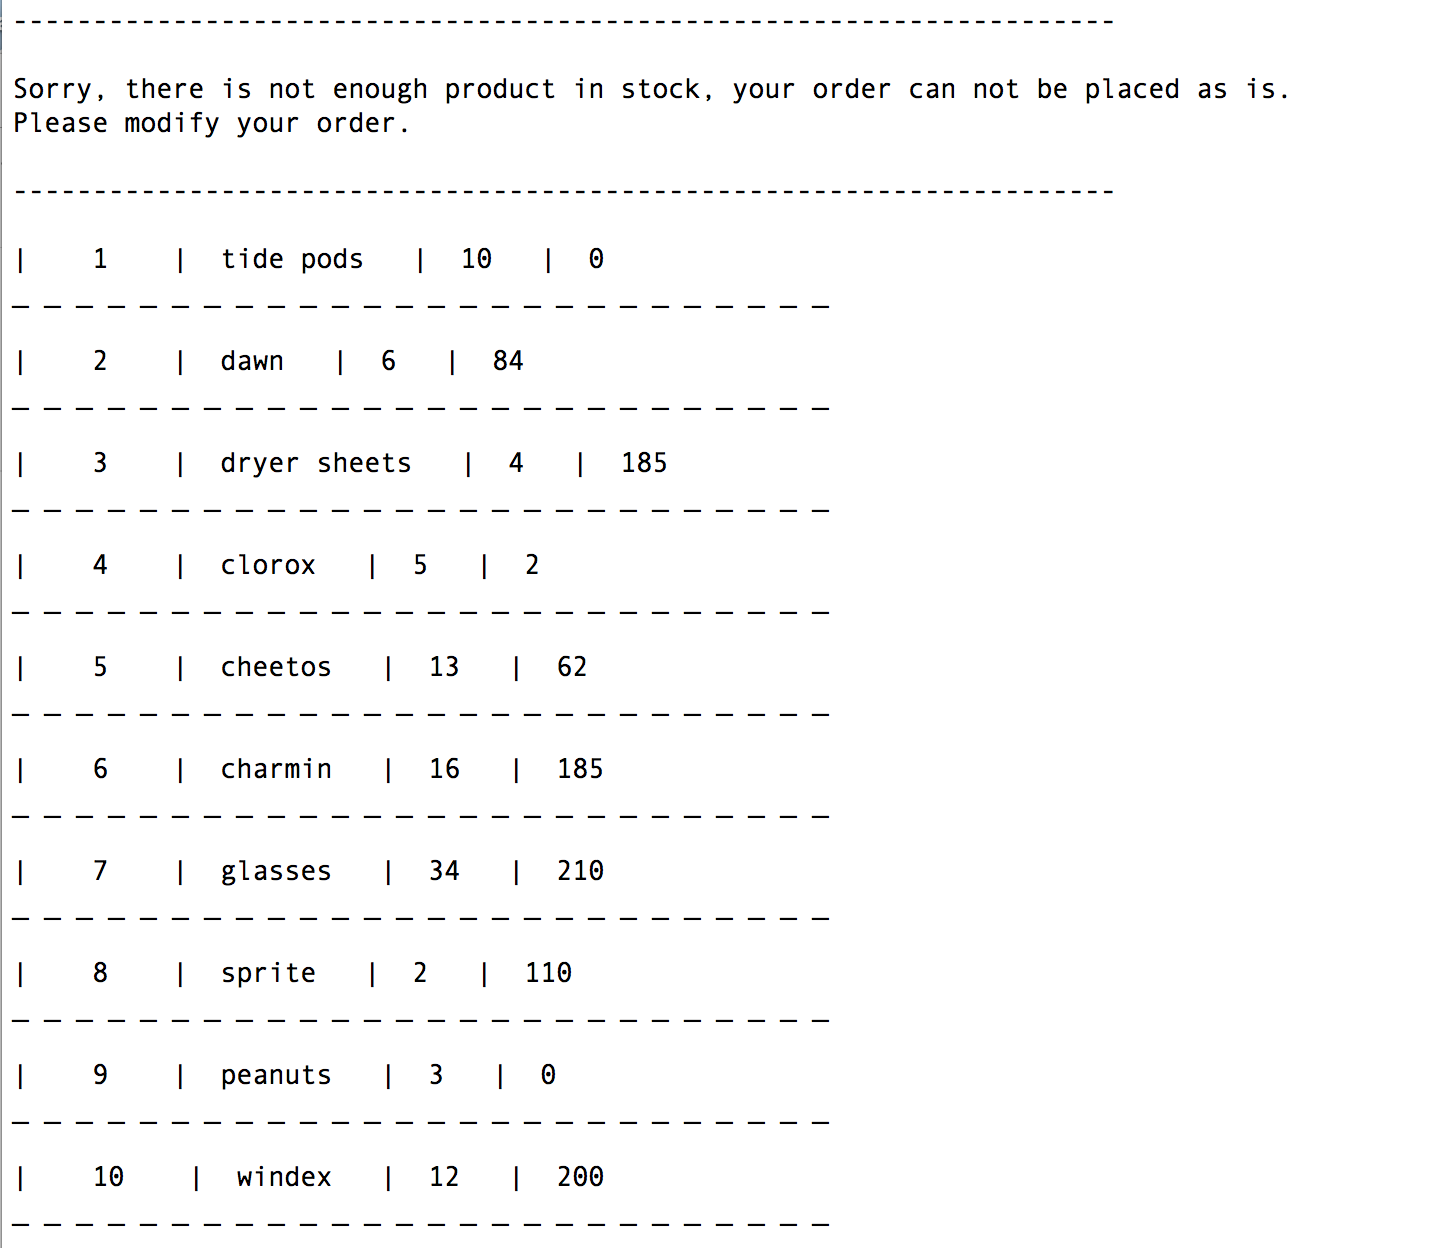 ---------------------------------------------------------------------
Sorry, there is not enough product in stock, your order can not be placed as is.
Please modify your order.
---------------------------------------------------------------------
| 1 | tide pods | 10 | 0
_ _ _ _ _ _ _ _ _ _ _ _ _ _ _ _ _ _ _ _ _ _ _ _ _ _
| 2 | dawn | 6 | 84
_ _ _ _ _ _ _ _ _ _ _ _ _ _ _ _ _ _ _ _ _ _ _ _ _ _
| 3 | dryer sheets | 4 | 185
_ _ _ _ _ _ _ _ _ _ _ _ _ _ _ _ _ _ _ _ _ _ _ _ _ _
| 4 | clorox | 5 | 2
_ _ _ _ _ _ _ _ _ _ _ _ _ _ _ _ _ _ _ _ _ _ _ _ _ _
| 5 | cheetos | 13 | 62
_ _ _ _ _ _ _ _ _ _ _ _ _ _ _ _ _ _ _ _ _ _ _ _ _ _
| 6 | charmin | 16 | 185
_ _ _ _ _ _ _ _ _ _ _ _ _ _ _ _ _ _ _ _ _ _ _ _ _ _
| 7 | glasses | 34 | 210
_ _ _ _ _ _ _ _ _ _ _ _ _ _ _ _ _ _ _ _ _ _ _ _ _ _
| 8 | sprite | 2 | 110
_ _ _ _ _ _ _ _ _ _ _ _ _ _ _ _ _ _ _ _ _ _ _ _ _ _
| 9 | peanuts | 3 | 0
_ _ _ _ _ _ _ _ _ _ _ _ _ _ _ _ _ _ _ _ _ _ _ _ _ _
| 10 | windex | 12 | 200
_ _ _ _ _ _ _ _ _ _ _ _ _ _ _ _ _ _ _ _ _ _ _ _ _ _